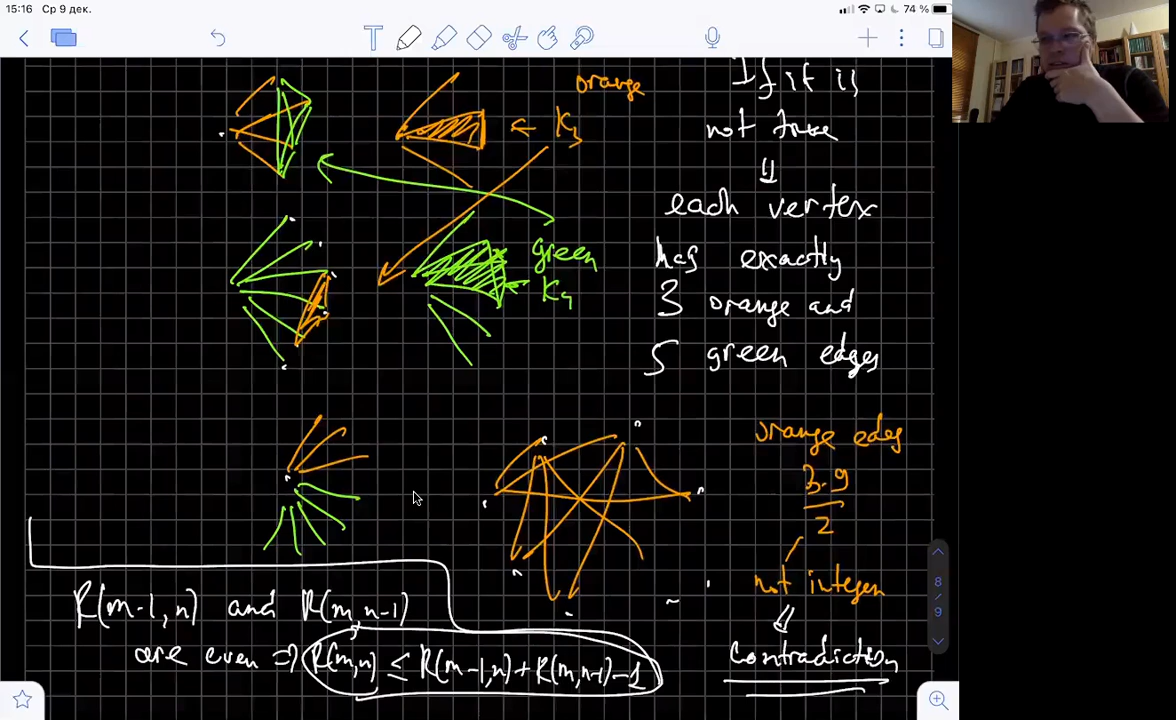 15:16 Ср 9 дек.
74 %
orange
K3
If it is
not true
⇓
each vertex
has exactly
3 orange and
5 green edges
green
K4
orange edges
3·9
2
not integer
⇓
contradiction
R(m-1, n) and R(m, n-1)
are even ⇒ R(m,n) ≤ R(m-1,n) + R(m,n-1) - 1
8
/
9